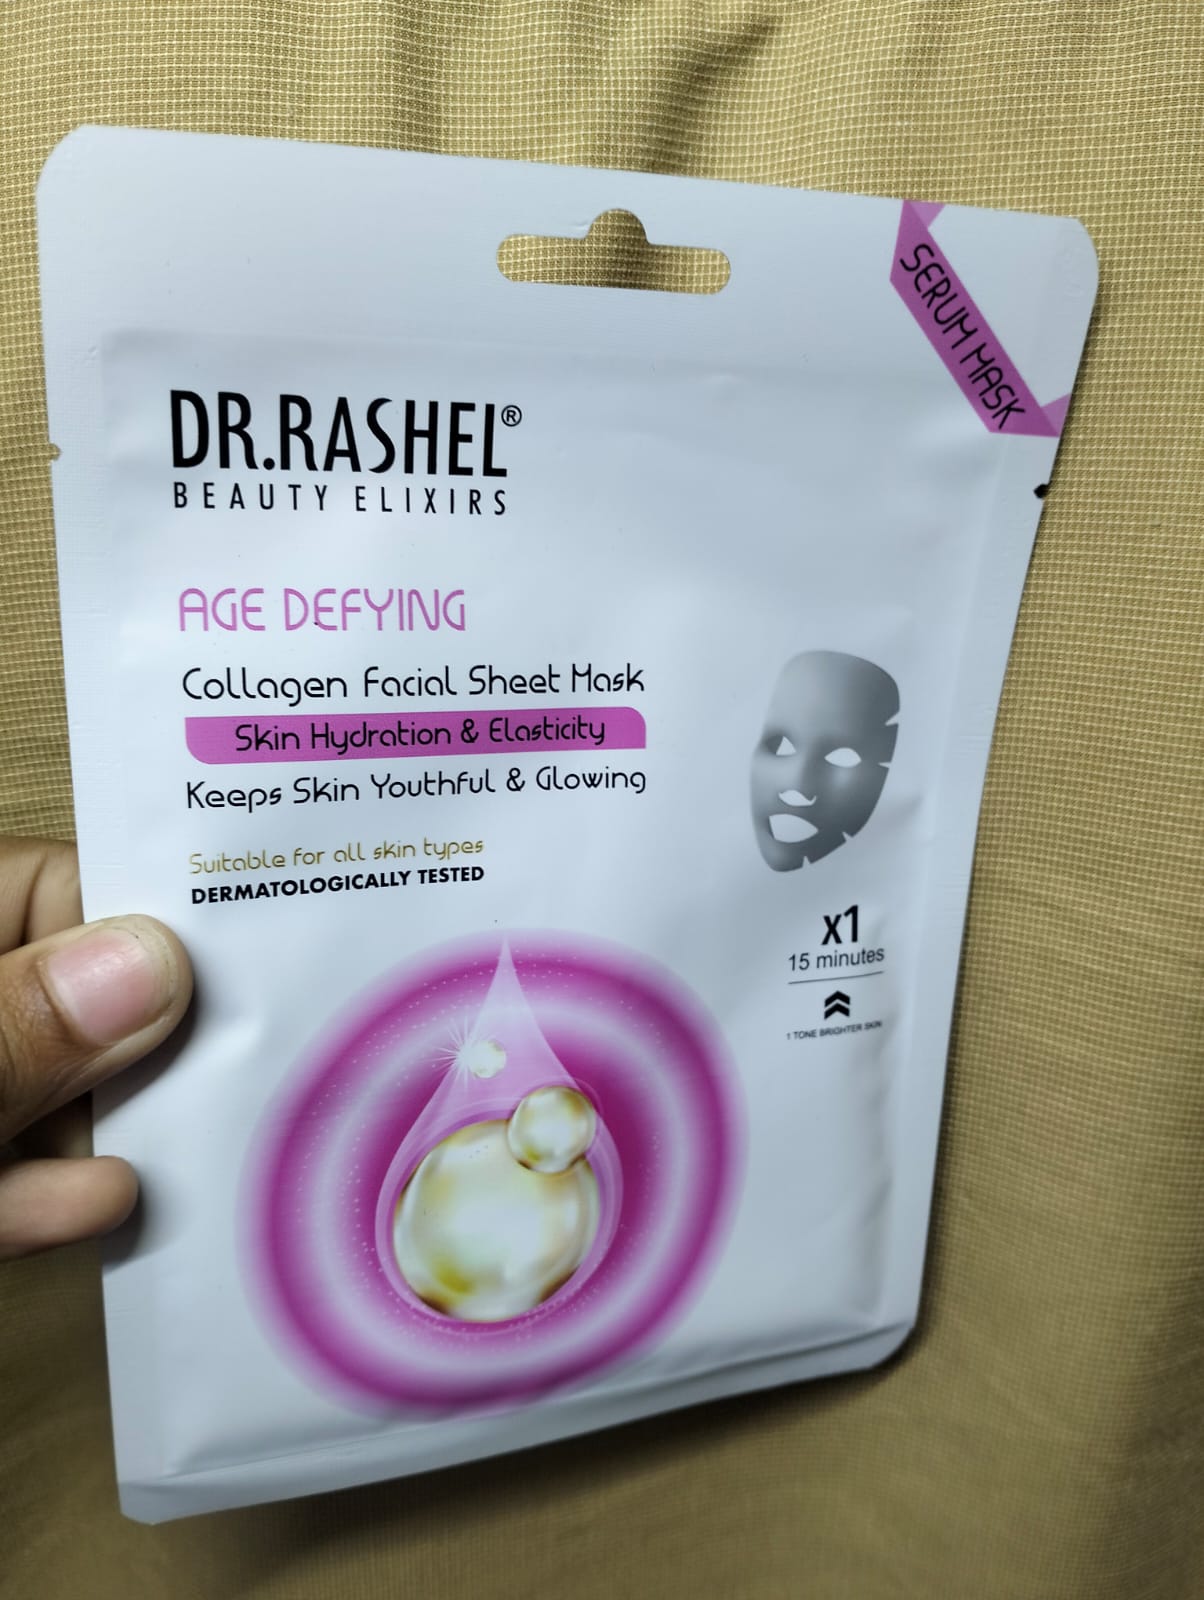 SERUM MASK
DR.RASHEL®
BEAUTY ELIXIRS
AGE DEFYING
Collagen Facial Sheet Mask
Skin Hydration & Elasticity
Keeps Skin Youthful & Glowing
Suitable for all skin types
DERMATOLOGICALLY TESTED
x1
15 minutes
1 TONE BRIGHTER SKIN